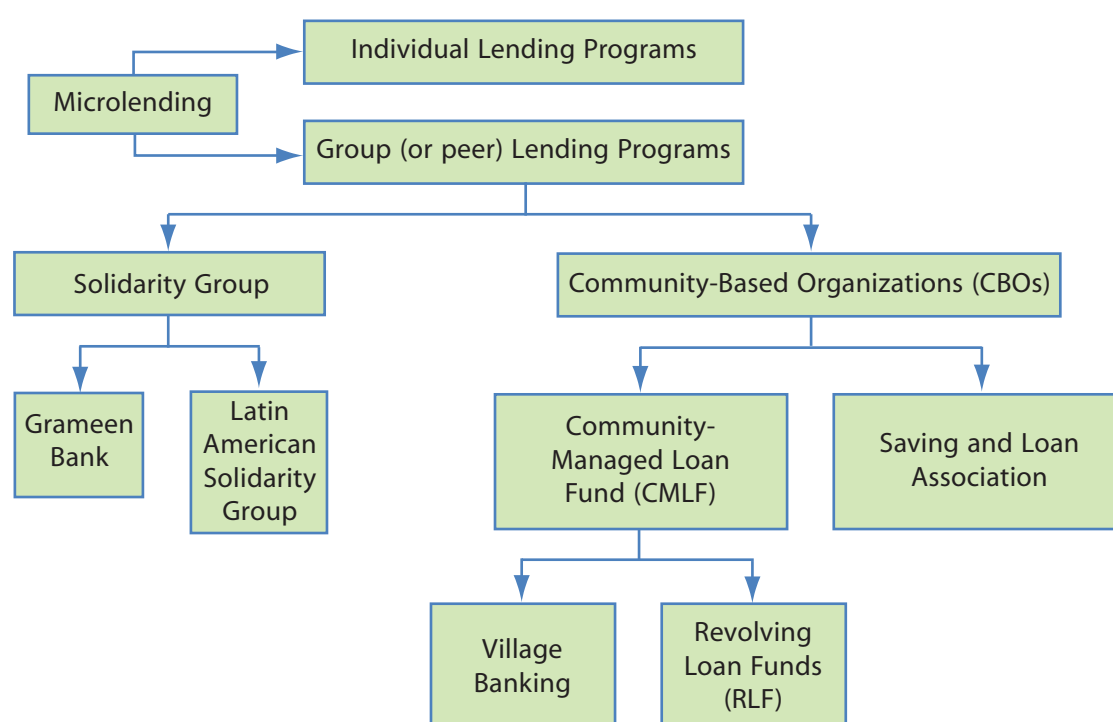 Individual Lending Programs
Microlending
Group (or peer) Lending Programs
Solidarity Group
Community-Based Organizations (CBOs)
Grameen
Bank
Latin
American
Solidarity
Group
Community-
Managed Loan
Fund (CMLF)
Saving and Loan
Association
Village
Banking
Revolving
Loan Funds
(RLF)